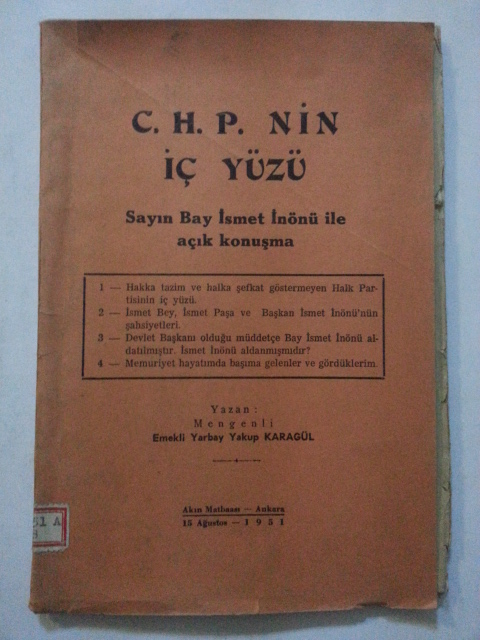 C. H. P. NİN
İÇ YÜZÜ
Sayın Bay İsmet İnönü ile
açık konuşma
1 — Hakka tazim ve halka şefkat göstermeyen Halk Par-
tisinin iç yüzü.
2 — İsmet Bey, İsmet Paşa ve Başkan İsmet İnönü'nün
şahsiyetleri.
3 — Devlet Başkanı olduğu müddetçe Bay İsmet İnönü al-
datılmıştır. İsmet İnönü aldanmışmıdır?
4 — Memuriyet hayatımda başıma gelenler ve gördüklerim.
Yazan:
Mengenli
Emekli Yarbay Yakup KARAGÜL
Akın Matbaası — Ankara
15 Ağustos — 1951
51 A